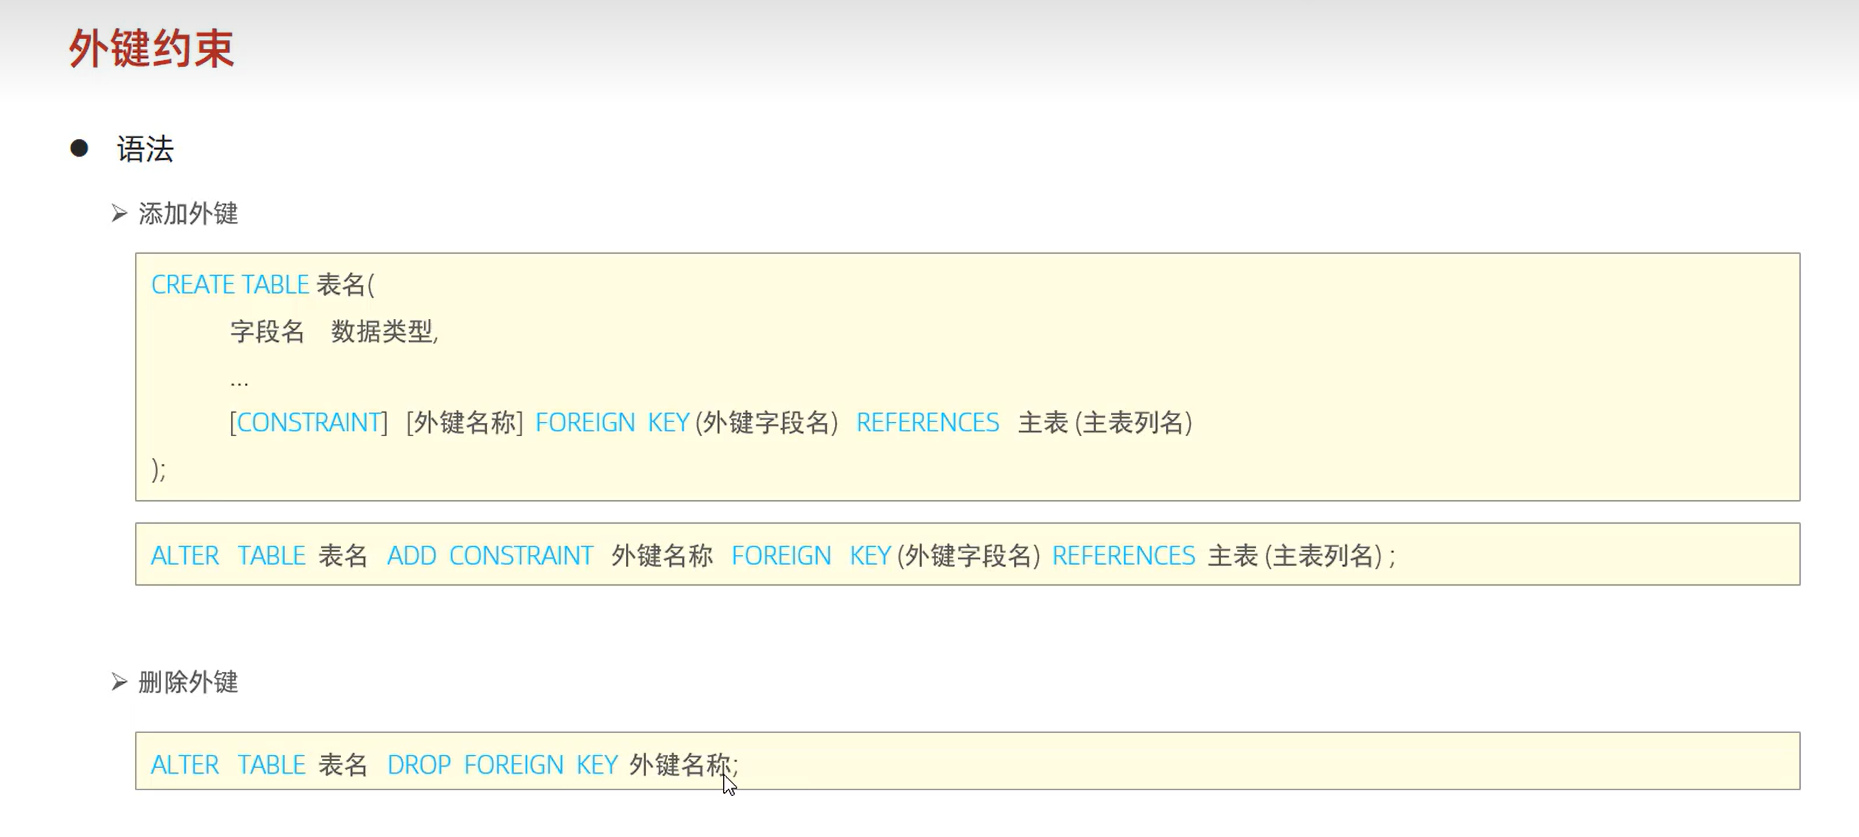 外键约束
● 语法
➢ 添加外键
CREATE TABLE 表名(
字段名 数据类型,
...
[CONSTRAINT] [外键名称] FOREIGN KEY (外键字段名) REFERENCES 主表 (主表列名)
);
ALTER TABLE 表名 ADD CONSTRAINT 外键名称 FOREIGN KEY (外键字段名) REFERENCES 主表 (主表列名) ;
➢ 删除外键
ALTER TABLE 表名 DROP FOREIGN KEY 外键名称;